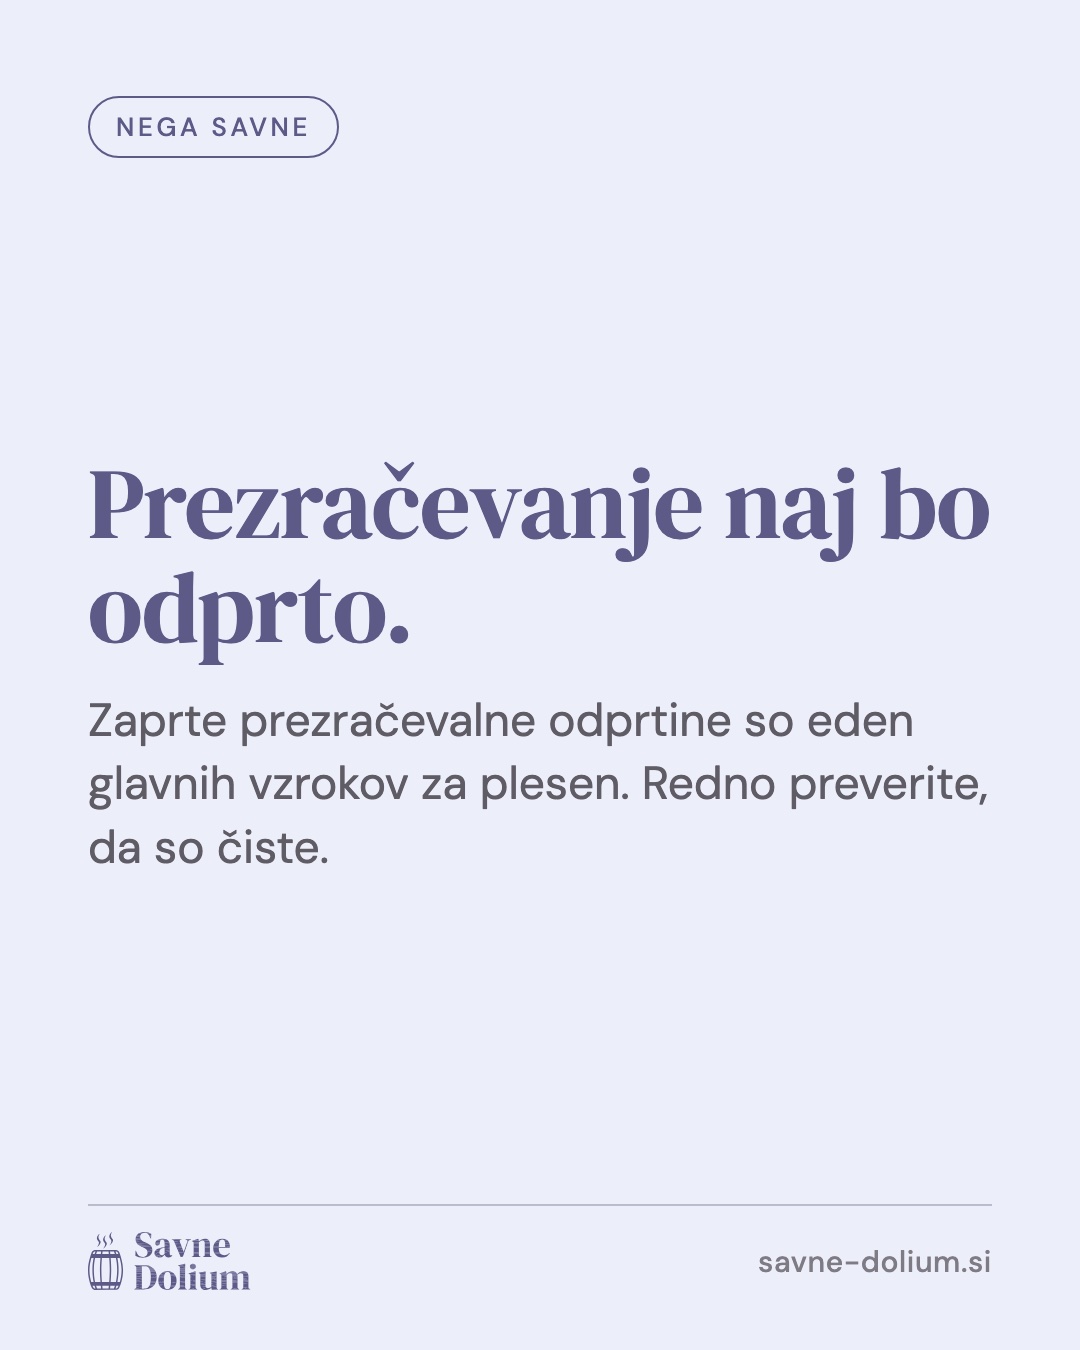 NEGA SAVNE
Prezračevanje naj bo
odprto.
Zaprte prezračevalne odprtine so eden
glavnih vzrokov za plesen. Redno preverite,
da so čiste.
Savne
Dolium
savne-dolium.si